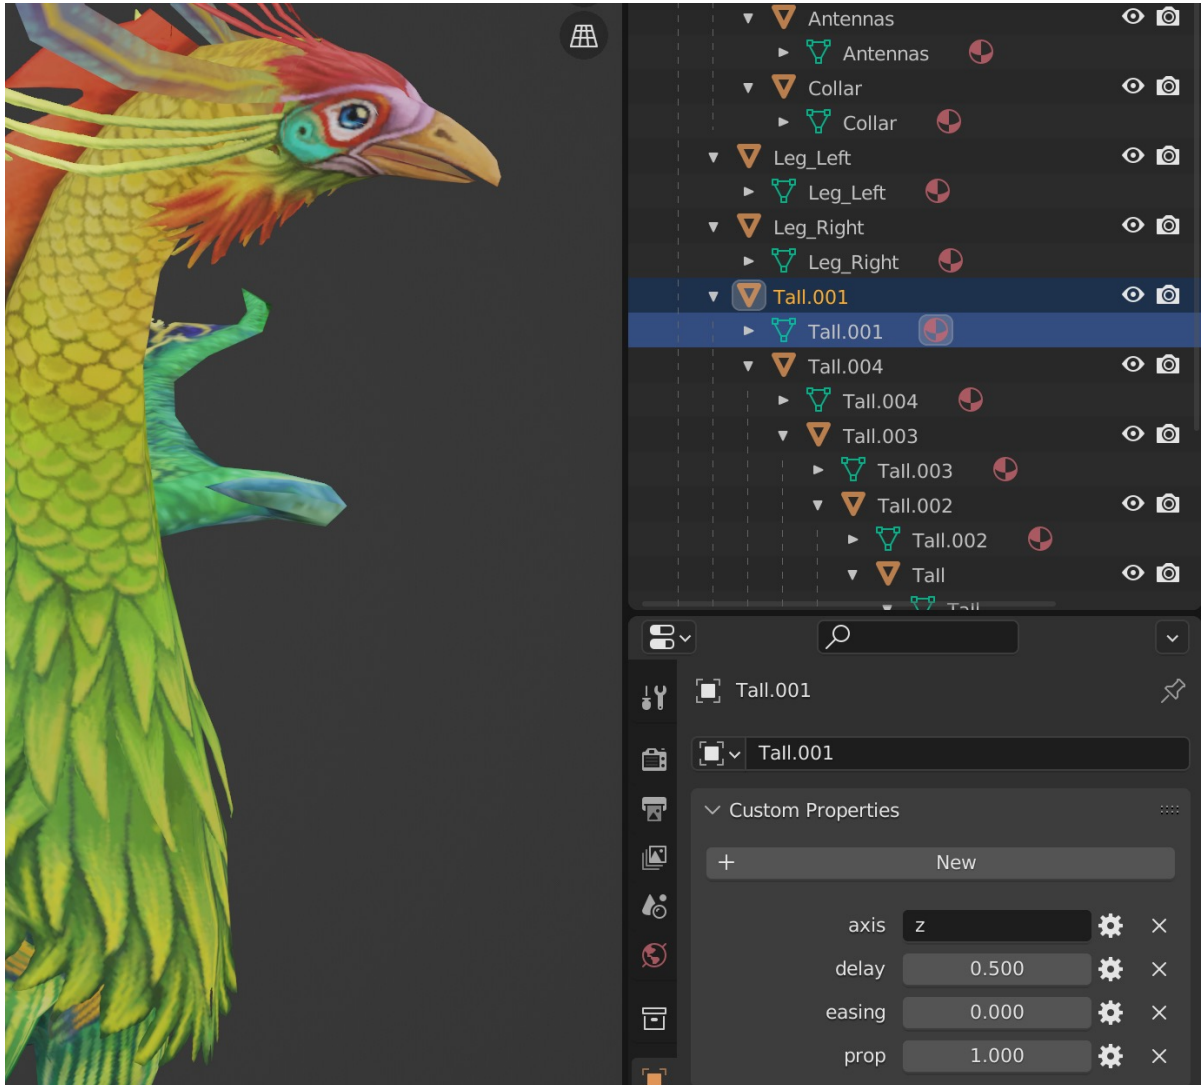 Antennas
Antennas
Collar
Collar
Leg_Left
Leg_Left
Leg_Right
Leg_Right
Tall.001
Tall.001
Tall.004
Tall.004
Tall.003
Tall.003
Tall.002
Tall.002
Tall
Tall
Tall.001
Tall.001
Custom Properties
+ New
axis z
delay 0.500
easing 0.000
prop 1.000